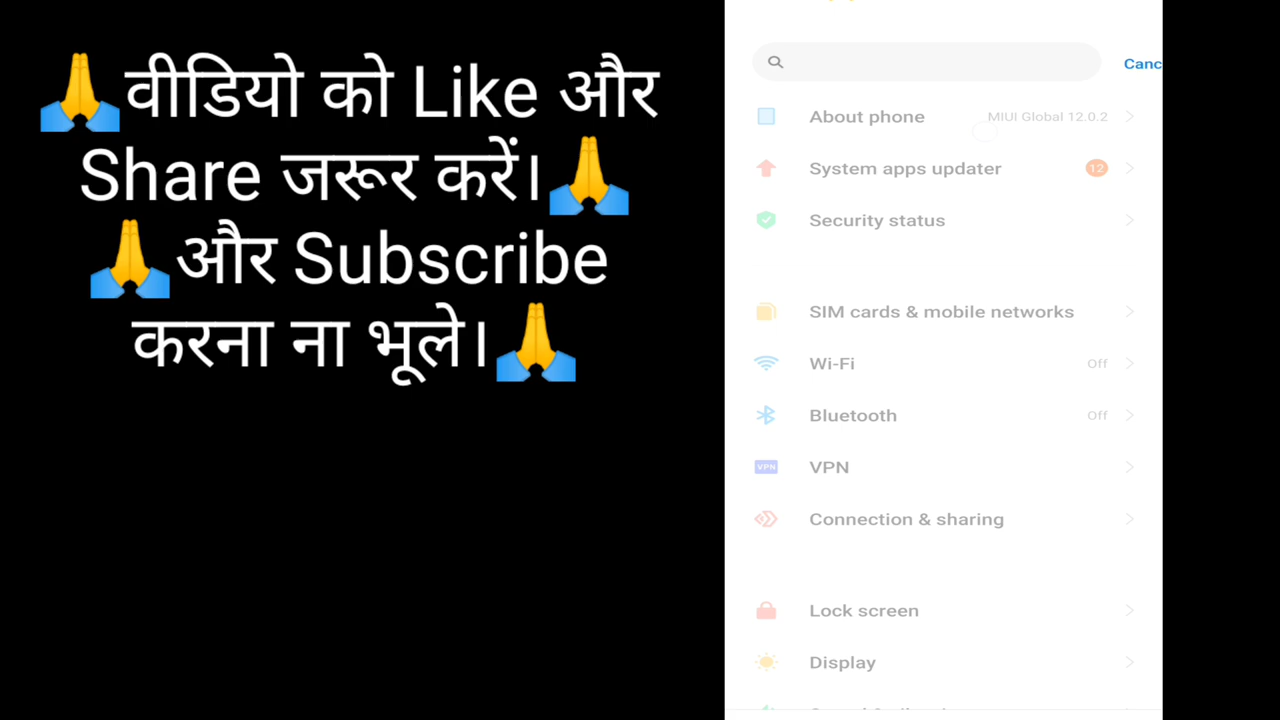 🙏वीडियो को Like और
Share जरूर करें।🙏
🙏और Subscribe
करना ना भूले।🙏
Canc
About phone MIUI Global 12.0.2
System apps updater 12
Security status
SIM cards & mobile networks
Wi-Fi Off
Bluetooth Off
VPN VPN
Connection & sharing
Lock screen
Display